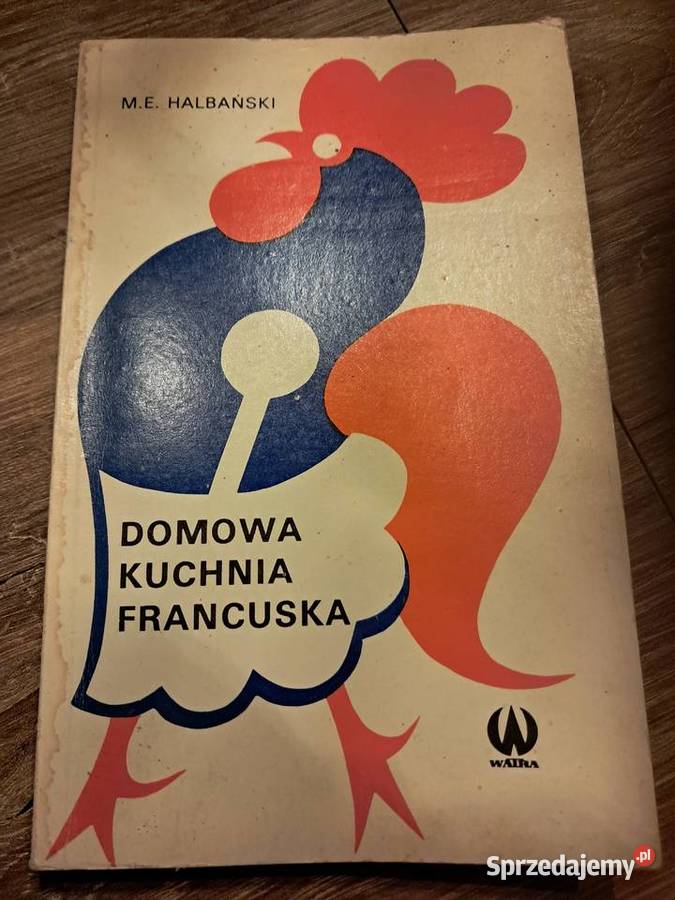 M.E. HALBAŃSKI
DOMOWA
KUCHNIA
FRANCUSKA
WATRA
Sprzedajemy.pl